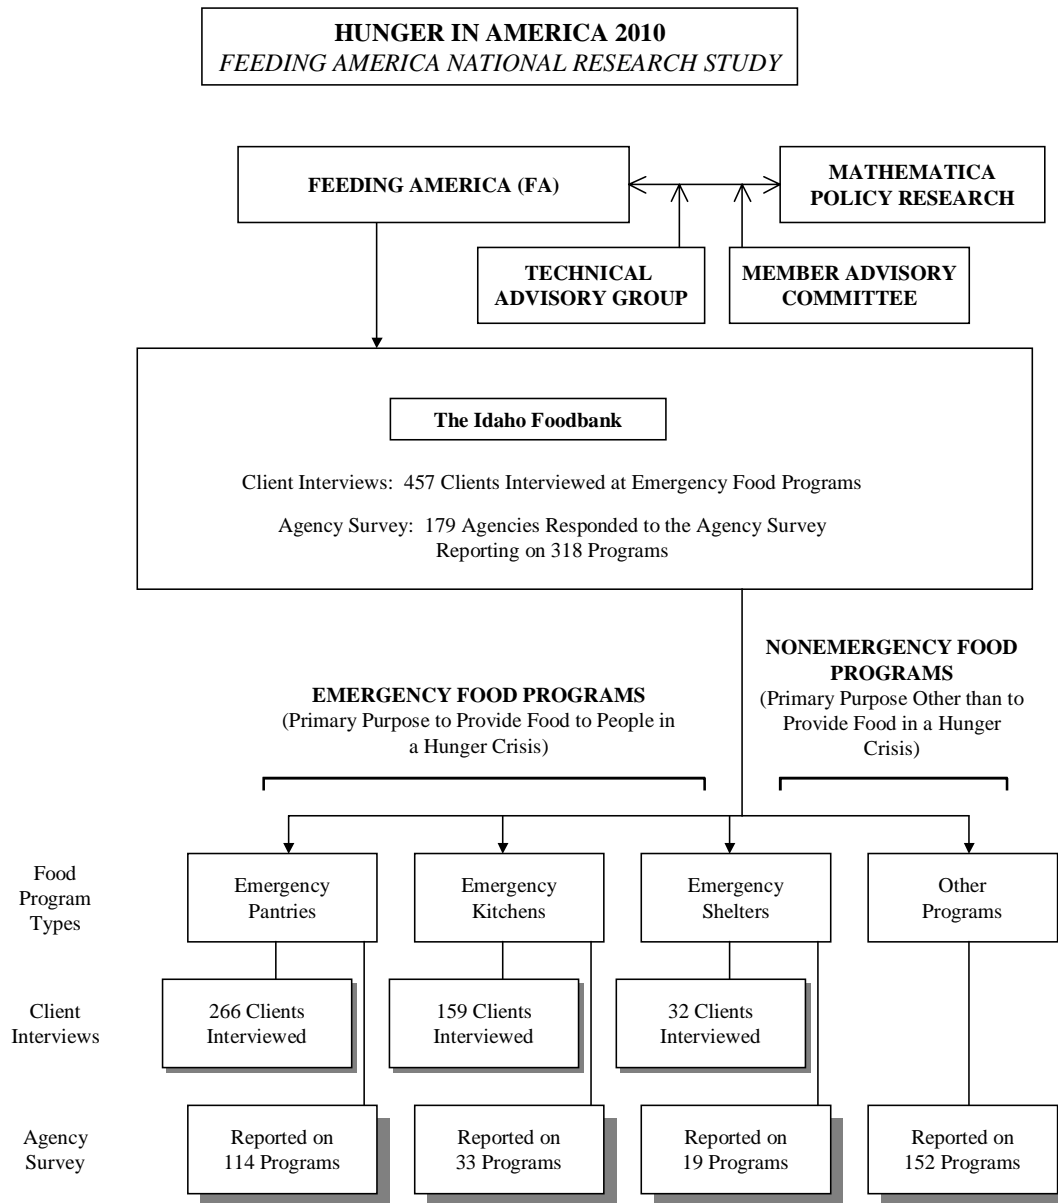 HUNGER IN AMERICA 2010
FEEDING AMERICA NATIONAL RESEARCH STUDY
FEEDING AMERICA (FA)
MATHEMATICA
POLICY RESEARCH
TECHNICAL
ADVISORY GROUP
MEMBER ADVISORY
COMMITTEE
The Idaho Foodbank
Client Interviews: 457 Clients Interviewed at Emergency Food Programs
Agency Survey: 179 Agencies Responded to the Agency Survey
Reporting on 318 Programs
EMERGENCY FOOD PROGRAMS
(Primary Purpose to Provide Food to People in
a Hunger Crisis)
NONEMERGENCY FOOD
PROGRAMS
(Primary Purpose Other than to
Provide Food in a Hunger
Crisis)
Food
Program
Types
Emergency
Pantries
Emergency
Kitchens
Emergency
Shelters
Other
Programs
Client
Interviews
266 Clients
Interviewed
159 Clients
Interviewed
32 Clients
Interviewed
Agency
Survey
Reported on
114 Programs
Reported on
33 Programs
Reported on
19 Programs
Reported on
152 Programs